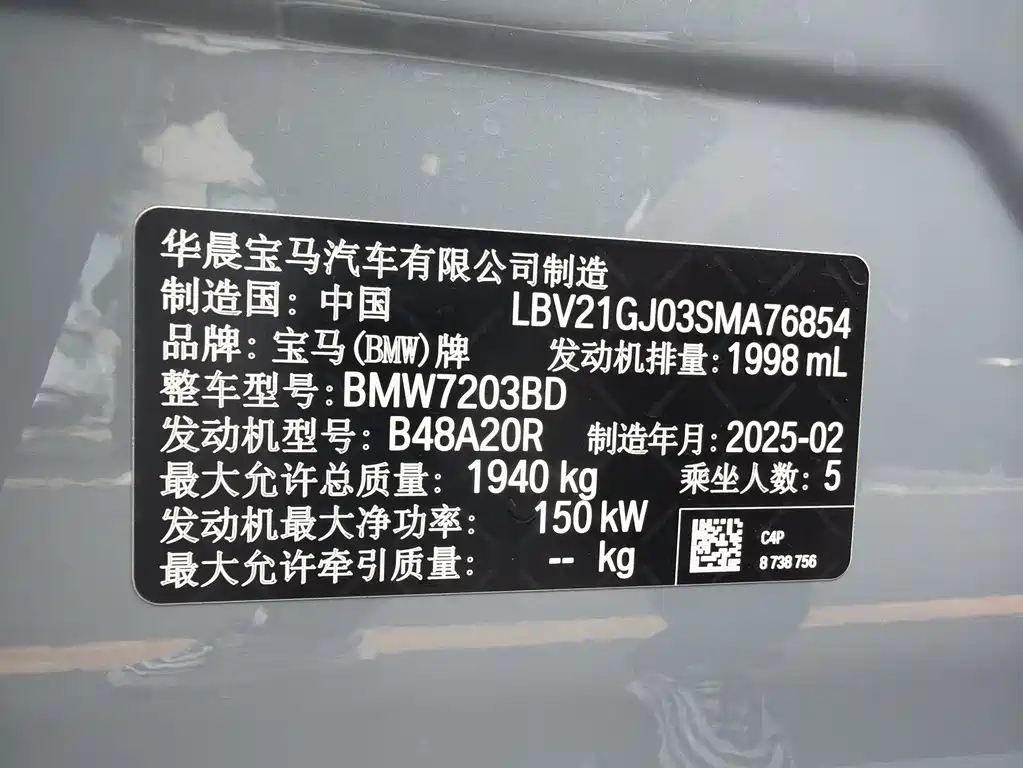 华晨宝马汽车有限公司制造
制造国：中国 LBV21GJ03SMA76854
品牌：宝马(BMW)牌 发动机排量：1998 mL
整车型号：BMW7203BD
发动机型号：B48A20R 制造年月：2025-02
最大允许总质量：1940 kg 乘坐人数：5
发动机最大净功率：150 kW
最大允许牵引质量：-- kg
C4P
8 738 756